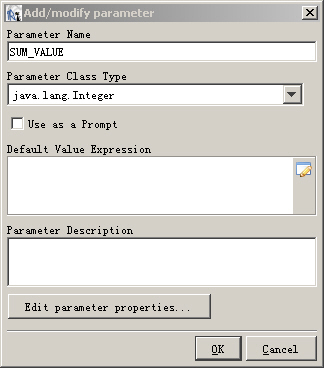 Add/modify parameter
Parameter Name
SUM_VALUE
Parameter Class Type
java.lang.Integer
Use as a Prompt
Default Value Expression
Parameter Description
Edit parameter properties...
OK
Cancel